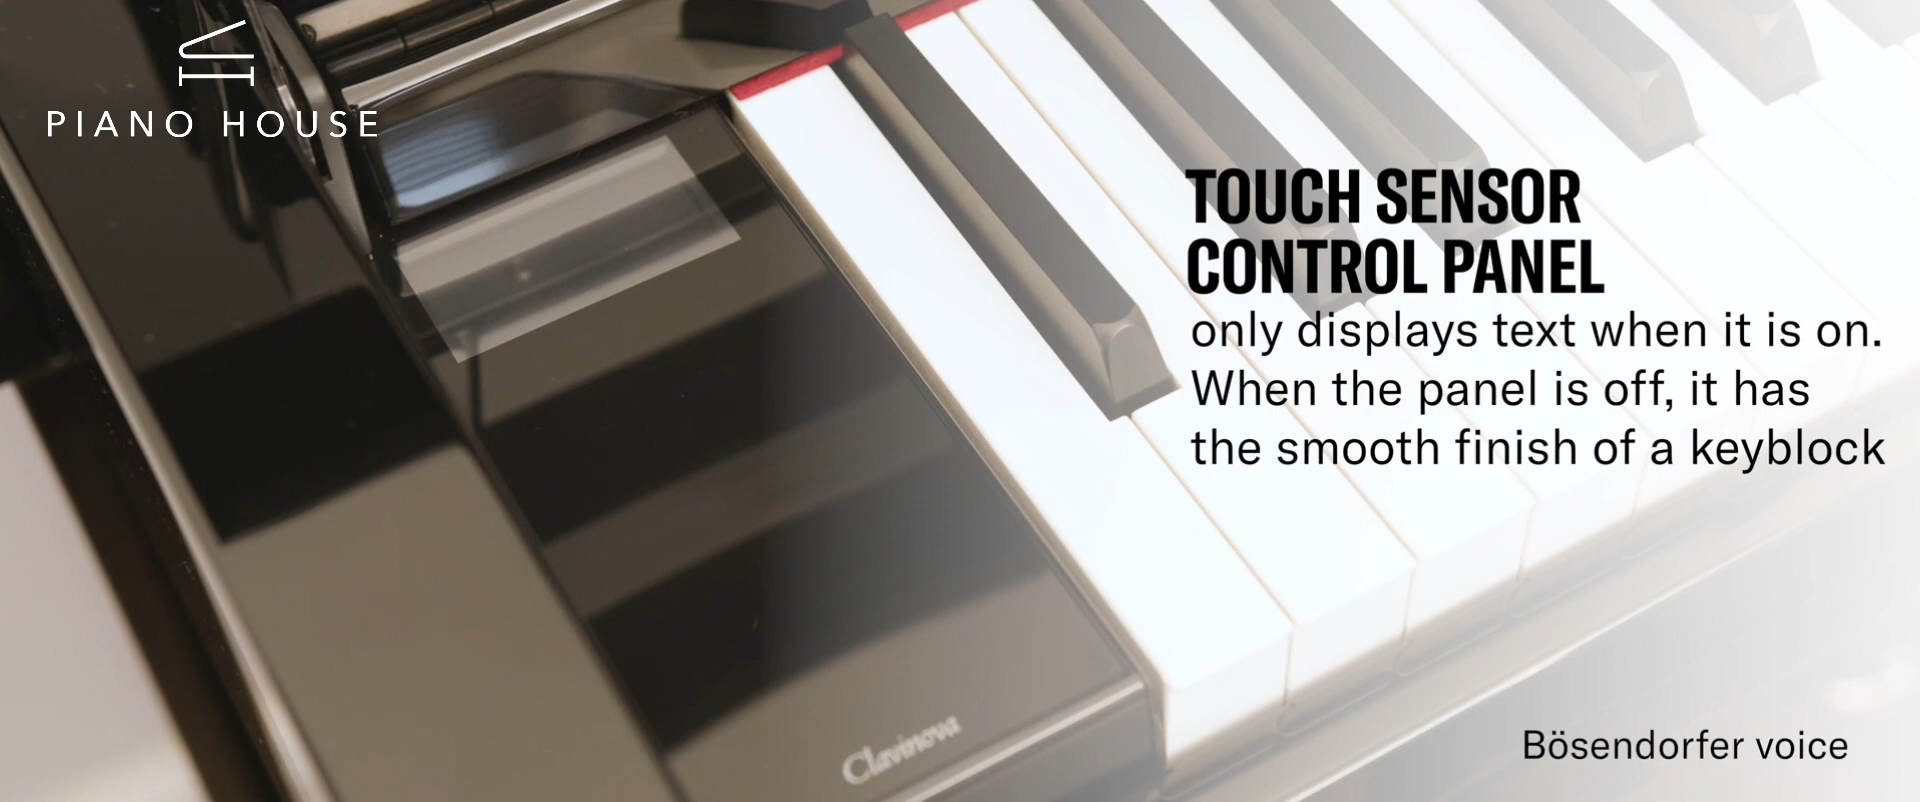 PIANO HOUSE
TOUCH SENSOR
CONTROL PANEL
only displays text when it is on.
When the panel is off, it has
the smooth finish of a keyblock
Clavinova
Bösendorfer voice